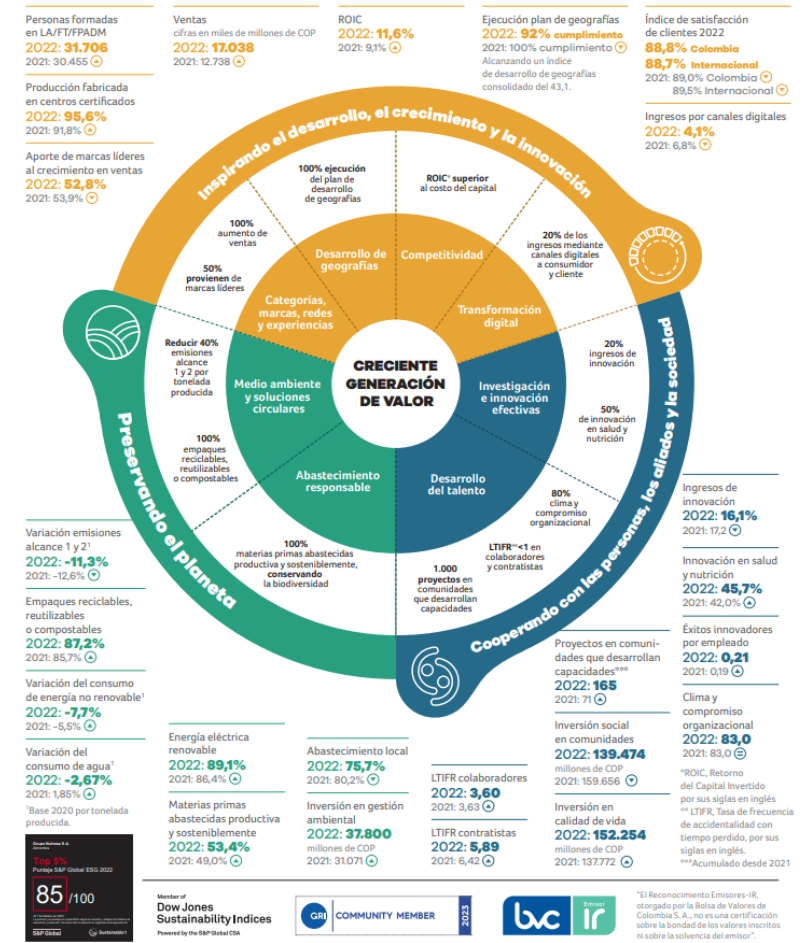 Personas formadas
en LA/FT/FPADM
2022: 31.706
2021: 30.455
Producción fabricada
en centros certificados
2022: 95,6%
2021: 91,8%
Aporte de marcas líderes
al crecimiento en ventas
2022: 52,8%
2021: 53,9%
Ventas
cifras en miles de millones de COP
2022: 17.038
2021: 12.738
ROIC
2022: 11,6%
2021: 9,1%
Ejecución plan de geografías
2022: 92% cumplimiento
2021: 100% cumplimiento
Alcanzando un índice
de desarrollo de geografías
consolidado del 43,1.
Índice de satisfacción
de clientes 2022
88,8% Colombia
88,7% Internacional
2021: 89,0% Colombia
89,5% Internacional
Ingresos por canales digitales
2022: 4,1%
2021: 6,8%
Inspirando el desarrollo, el crecimiento y la innovación
100% ejecución
del plan de
desarrollo
de geografías
ROIC* superior
al costo del capital
100%
aumento de
ventas
50%
provienen de
marcas líderes
20% de los
ingresos mediante
canales digitales
a consumidor
y cliente
Desarrollo de
geografías
Competitividad
Categorías,
marcas, redes
y experiencias
Transformación
digital
CRECIENTE
GENERACIÓN
DE VALOR
Reducir 40%
emisiones
alcance
1 y 2 por
tonelada
producida
Medio ambiente
y soluciones
circulares
Investigación
e innovación
efectivas
20%
ingresos de
innovación
50%
de innovación
en salud y
nutrición
100%
empaques
reciclables,
reutilizables
o compostables
Abastecimiento
responsable
Desarrollo
del talento
80%
clima y
compromiso
organizacional
100%
materias primas abastecidas
productiva y sosteniblemente,
conservando
la biodiversidad
LTIFR**<1 en
colaboradores
y contratistas
1.000
proyectos en
comunidades
que desarrollan
capacidades
Preservando el planeta
Cooperando con las personas, los aliados y la sociedad
Variación emisiones
alcance 1 y 2¹
2022: -11,3%
2021: -12,6%
Empaques reciclables,
reutilizables
o compostables
2022: 87,2%
2021: 85,7%
Variación del consumo
de energía no renovable¹
2022: -7,7%
2021: -5,5%
Variación del
consumo de agua¹
2022: -2,67%
2021: 1,85%
¹Base 2020 por tonelada
producida.
Energía eléctrica
renovable
2022: 89,1%
2021: 86,4%
Materias primas
abastecidas productiva
y sosteniblemente
2022: 53,4%
2021: 49,0%
Abastecimiento local
2022: 75,7%
2021: 80,2%
Inversión en gestión
ambiental
2022: 37.800
millones de COP
2021: 31.071
LTIFR colaboradores
2022: 3,60
2021: 3,63
LTIFR contratistas
2022: 5,89
2021: 6,42
Proyectos en comuni-
dades que desarrollan
capacidades***
2022: 165
2021: 71
Inversión social
en comunidades
2022: 139.474
millones de COP
2021: 159.656
Inversión en
calidad de vida
2022: 152.254
millones de COP
2021: 137.772
Ingresos de
innovación
2022: 16,1%
2021: 17,2
Innovación en salud
y nutrición
2022: 45,7%
2021: 42,0%
Éxitos innovadores
por empleado
2022: 0,21
2021: 0,19
Clima y
compromiso
organizacional
2022: 83,0
2021: 83,0
*ROIC, Retorno
del Capital Invertido
por sus siglas en inglés
** LTIFR, Tasa de frecuencia
de accidentalidad con
tiempo perdido, por sus
siglas en inglés.
***Acumulado desde 2021
Grupo Nutresa S.A.
Top 5%
Puntaje S&P Global ESG 2022
85 /100
S&P Global
Sustainable1
Member of
Dow Jones
Sustainability Indices
Powered by the S&P Global CSA
GRI COMMUNITY MEMBER 2023
bvc
Emisor
ir
"El Reconocimiento Emisores-IR,
otorgado por la Bolsa de Valores de
Colombia S. A., no es una certificación
sobre la bondad de los valores inscritos
ni sobre la solvencia del emisor".